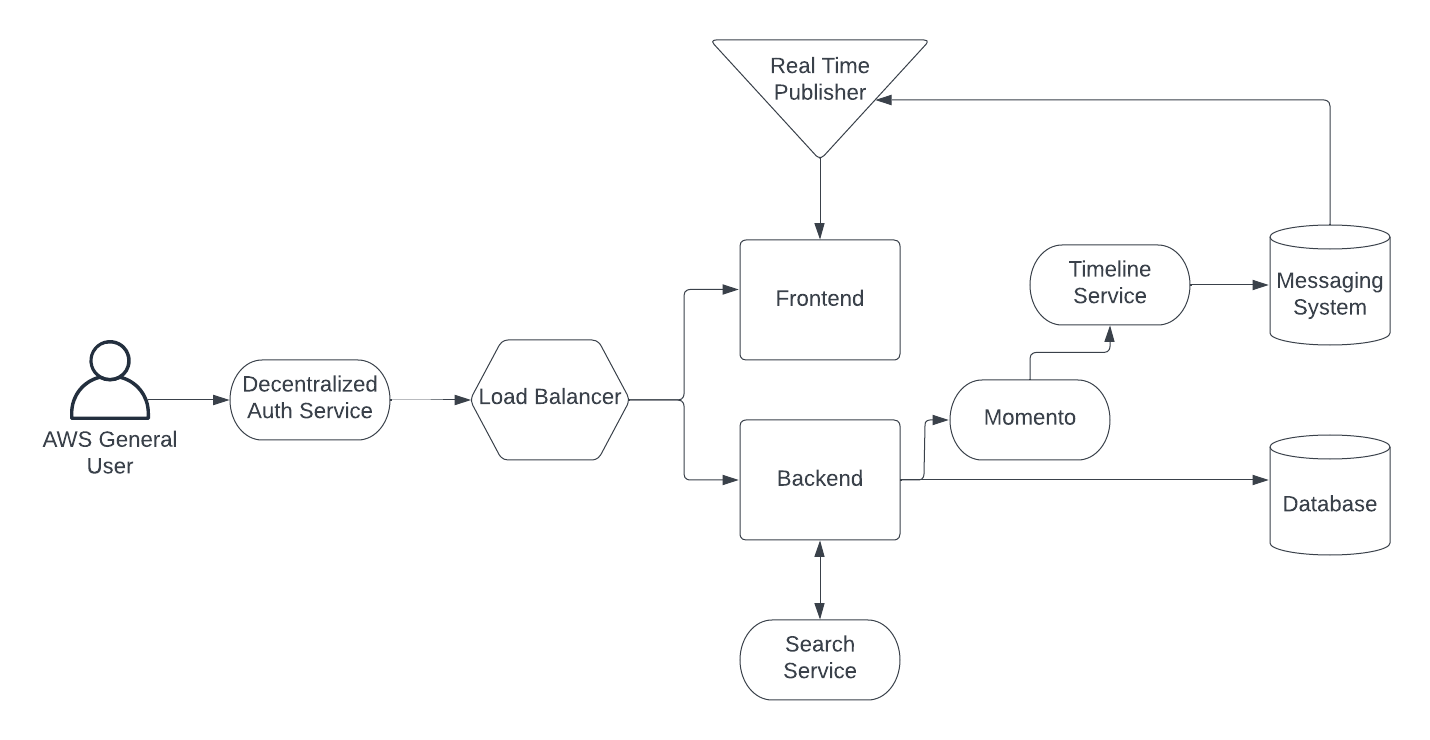 Real Time
Publisher
Frontend
Timeline
Service
Messaging
System
AWS General
User
Decentralized
Auth Service
Load Balancer
Backend
Momento
Database
Search
Service